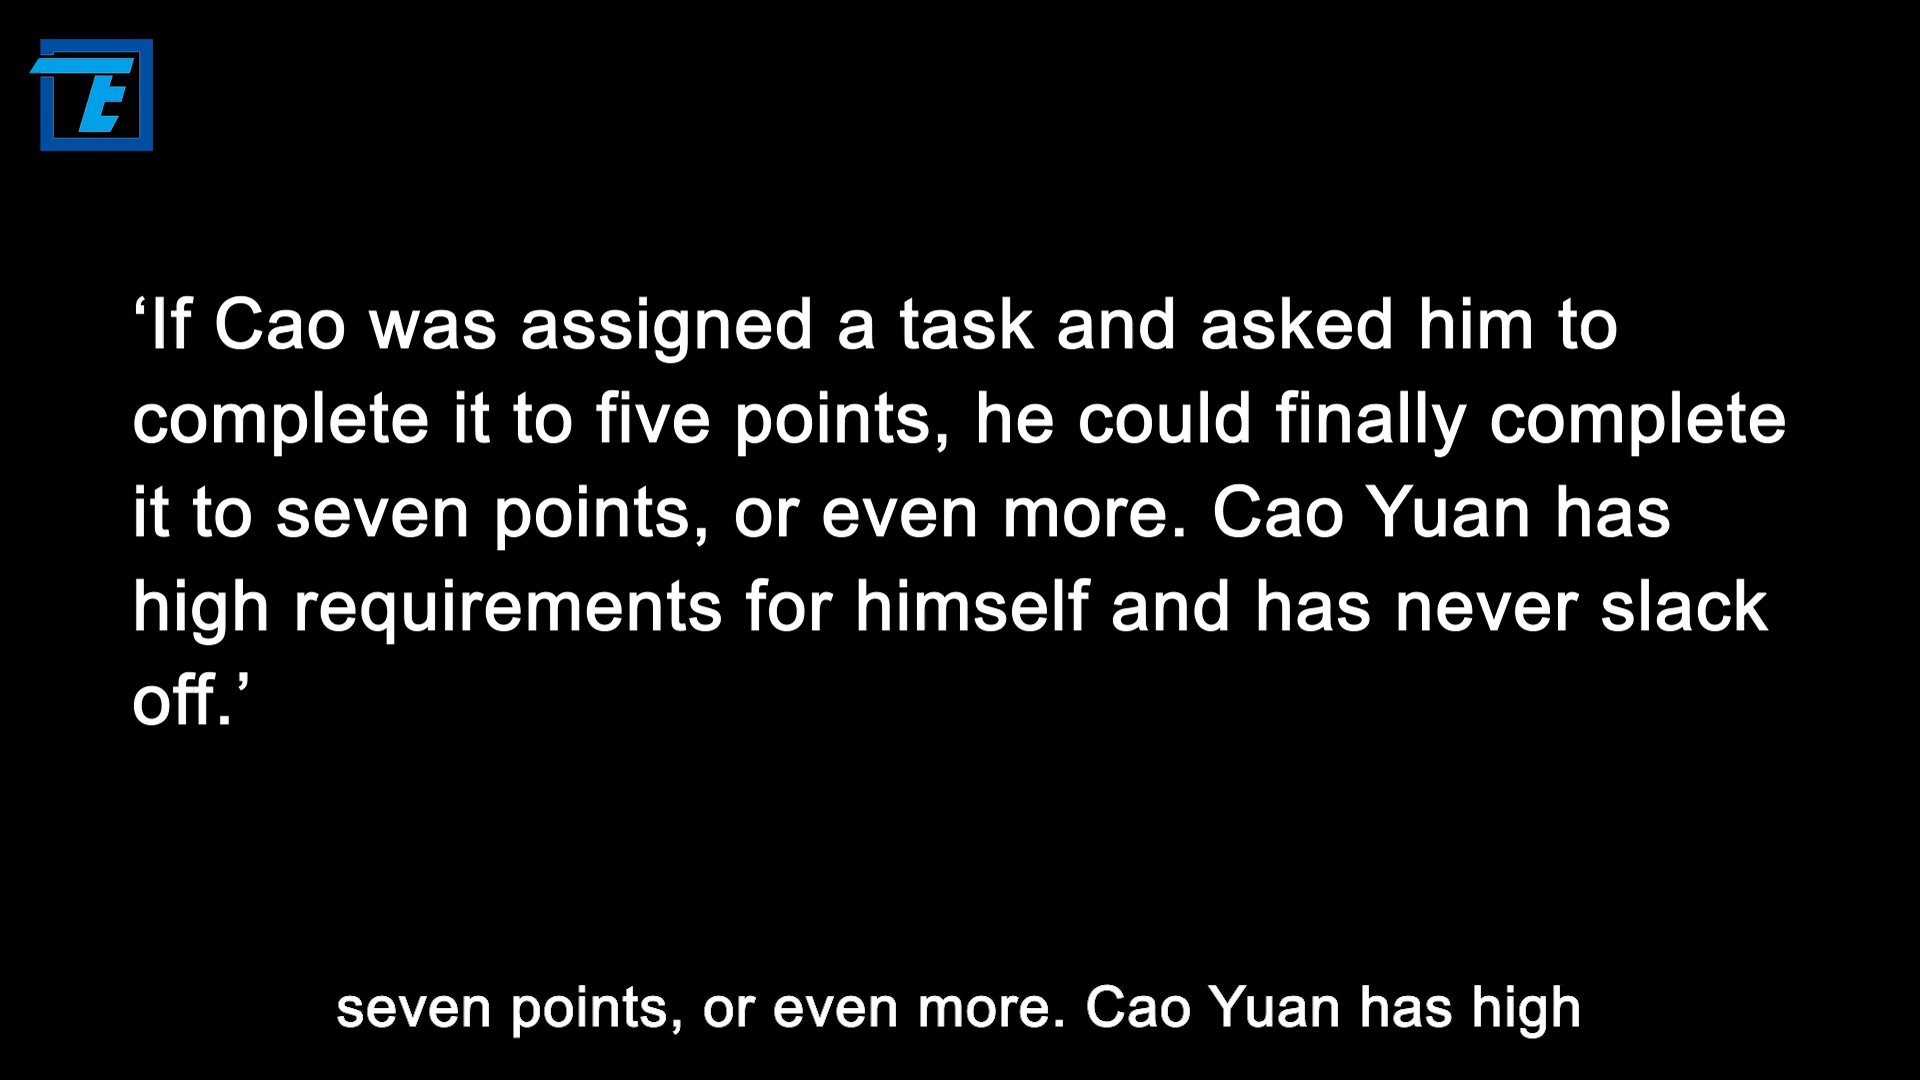 TE
‘If Cao was assigned a task and asked him to
complete it to five points, he could finally complete
it to seven points, or even more. Cao Yuan has
high requirements for himself and has never slack
off.’
seven points, or even more. Cao Yuan has high